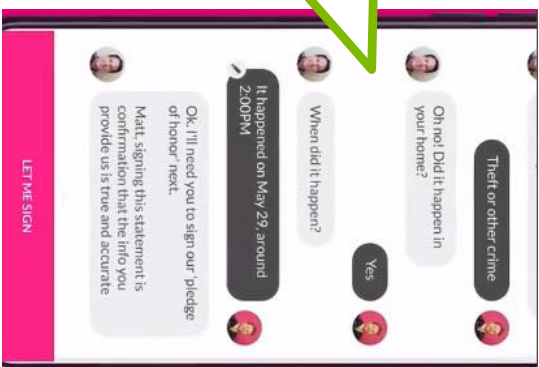 Theft or other crime
Oh no! Did it happen in
your home?
Yes
When did it happen?
It happened on May 29, around
2:00PM
Ok. I'll need you to sign our 'pledge
of honor' next.
Matt, signing this statement is
confirmation that the info you
provide us is true and accurate
LET ME SIGN